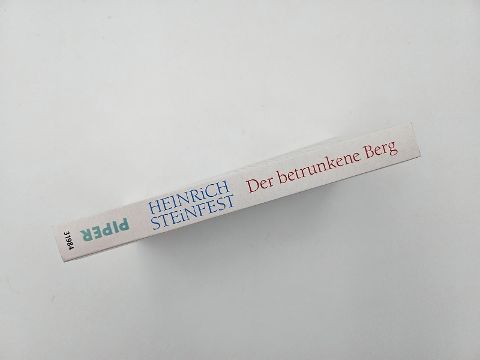 HEINRiCH
STEiNFEST
Der betrunkene Berg
PIPER
31984